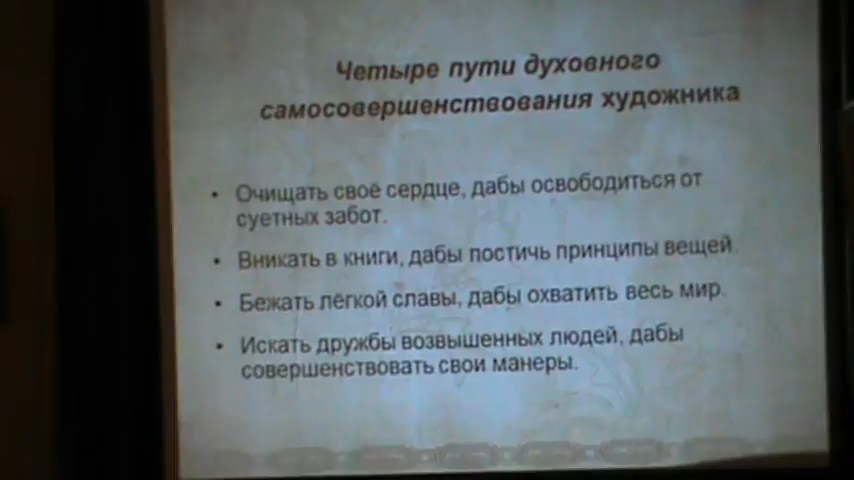 Четыре пути духовного
самосовершенствования художника
• Очищать своё сердце, дабы освободиться от
суетных забот.
• Вникать в книги, дабы постичь принципы вещей.
• Бежать лёгкой славы, дабы охватить весь мир.
• Искать дружбы возвышенных людей, дабы
совершенствовать свои манеры.